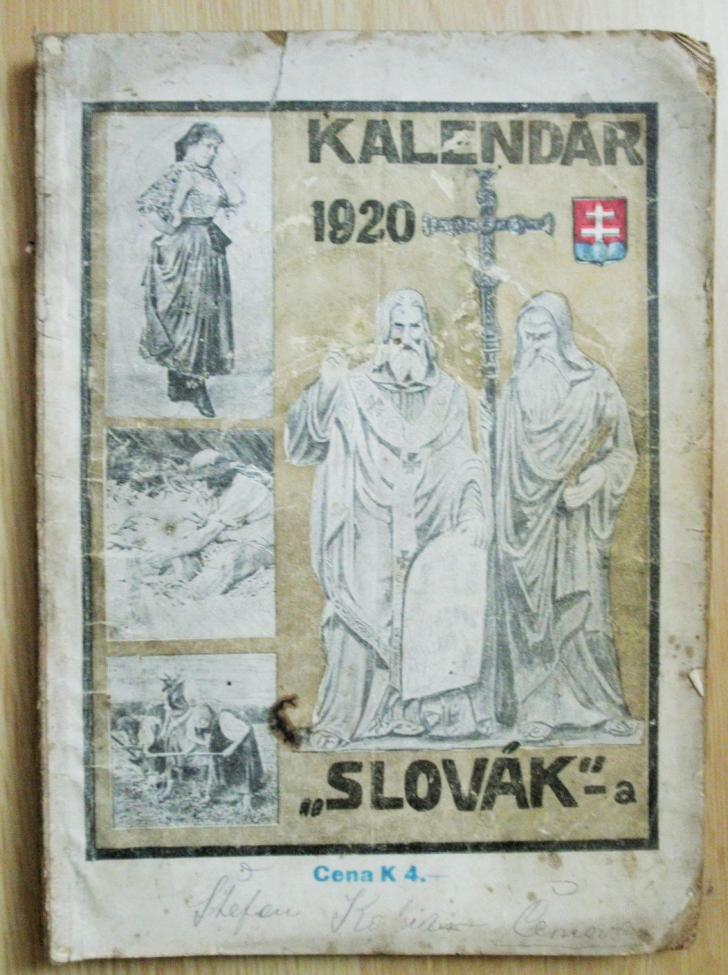 KALENDÁR
1920
„SLOVÁK“-a
Cena K 4.—
Štefan